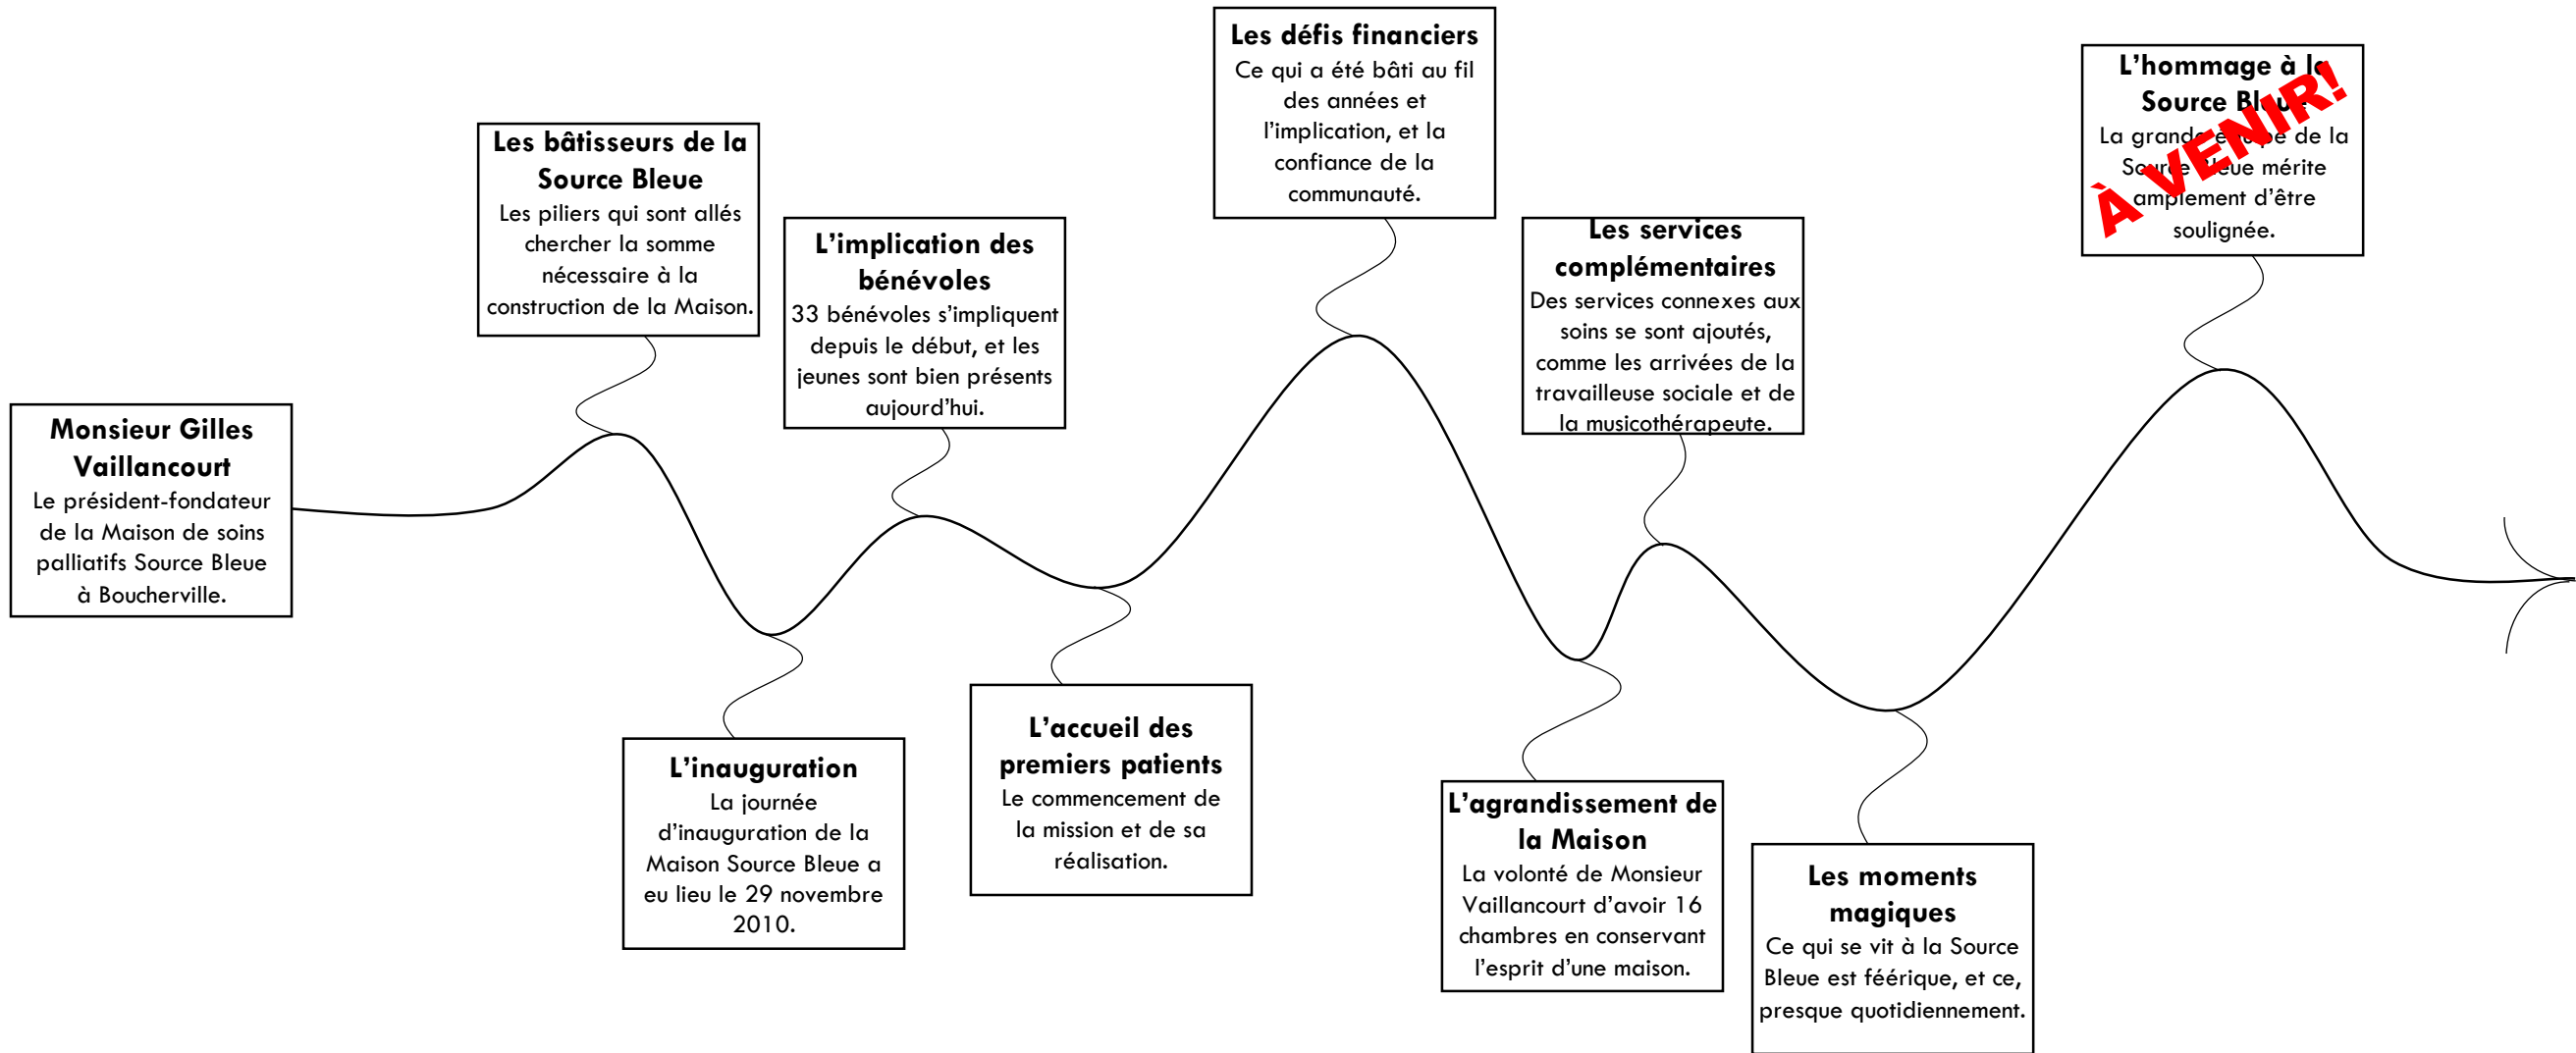 Monsieur Gilles
Vaillancourt
Le président-fondateur
de la Maison de soins
palliatifs Source Bleue
à Boucherville.
Les bâtisseurs de la
Source Bleue
Les piliers qui sont allés
chercher la somme
nécessaire à la
construction de la Maison.
L'inauguration
La journée
d'inauguration de la
Maison Source Bleue a
eu lieu le 29 novembre
2010.
L'implication des
bénévoles
33 bénévoles s'impliquent
depuis le début, et les
jeunes sont bien présents
aujourd'hui.
L'accueil des
premiers patients
Le commencement de
la mission et de sa
réalisation.
Les défis financiers
Ce qui a été bâti au fil
des années et
l'implication, et la
confiance de la
communauté.
L'agrandissement de
la Maison
La volonté de Monsieur
Vaillancourt d'avoir 16
chambres en conservant
l'esprit d'une maison.
Les services
complémentaires
Des services connexes aux
soins se sont ajoutés,
comme les arrivées de la
travailleuse sociale et de
la musicothérapeute.
Les moments
magiques
Ce qui se vit à la Source
Bleue est féérique, et ce,
presque quotidiennement.
L'hommage à la
Source Bleue
La grande équipe de la
Source Bleue mérite
amplement d'être
soulignée.
À VENIR!